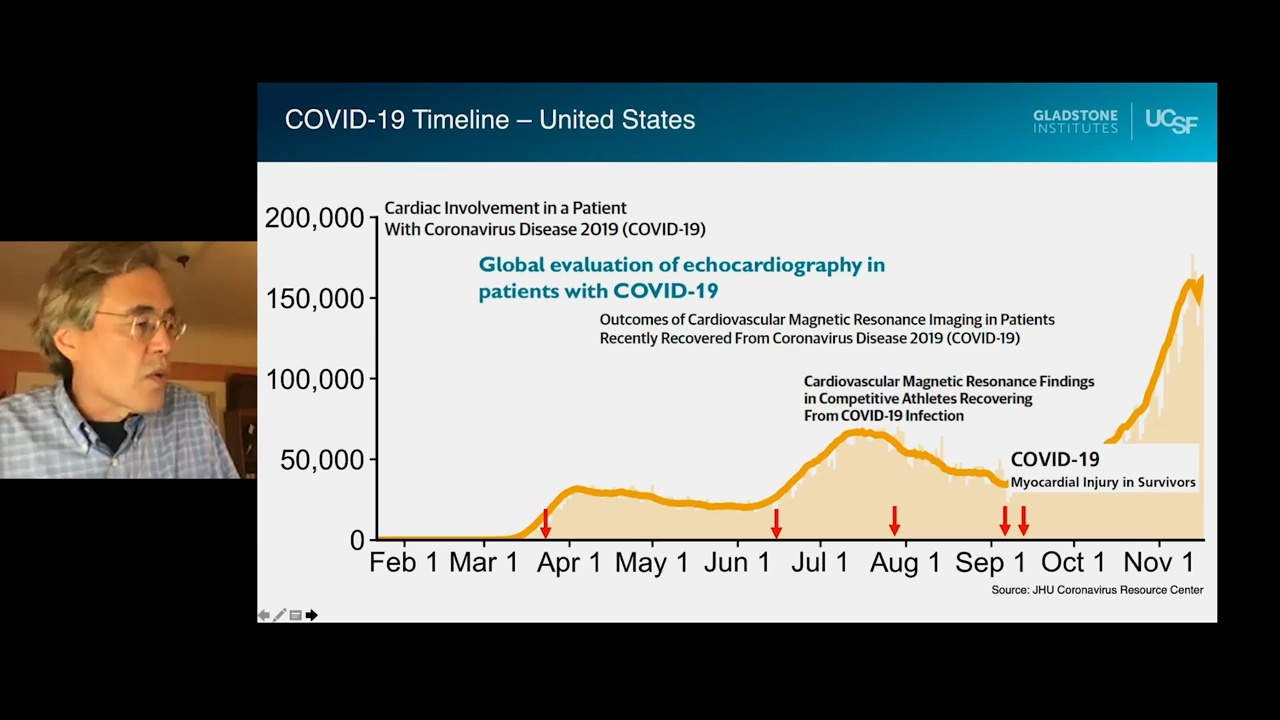 COVID-19 Timeline – United States
GLADSTONE
INSTITUTES
UCSF
200,000
150,000
100,000
50,000
0
Cardiac Involvement in a Patient
With Coronavirus Disease 2019 (COVID-19)
Global evaluation of echocardiography in
patients with COVID-19
Outcomes of Cardiovascular Magnetic Resonance Imaging in Patients
Recently Recovered From Coronavirus Disease 2019 (COVID-19)
Cardiovascular Magnetic Resonance Findings
in Competitive Athletes Recovering
From COVID-19 Infection
COVID-19
Myocardial Injury in Survivors
Feb 1 Mar 1 Apr 1 May 1 Jun 1 Jul 1 Aug 1 Sep 1 Oct 1 Nov 1
Source: JHU Coronavirus Resource Center